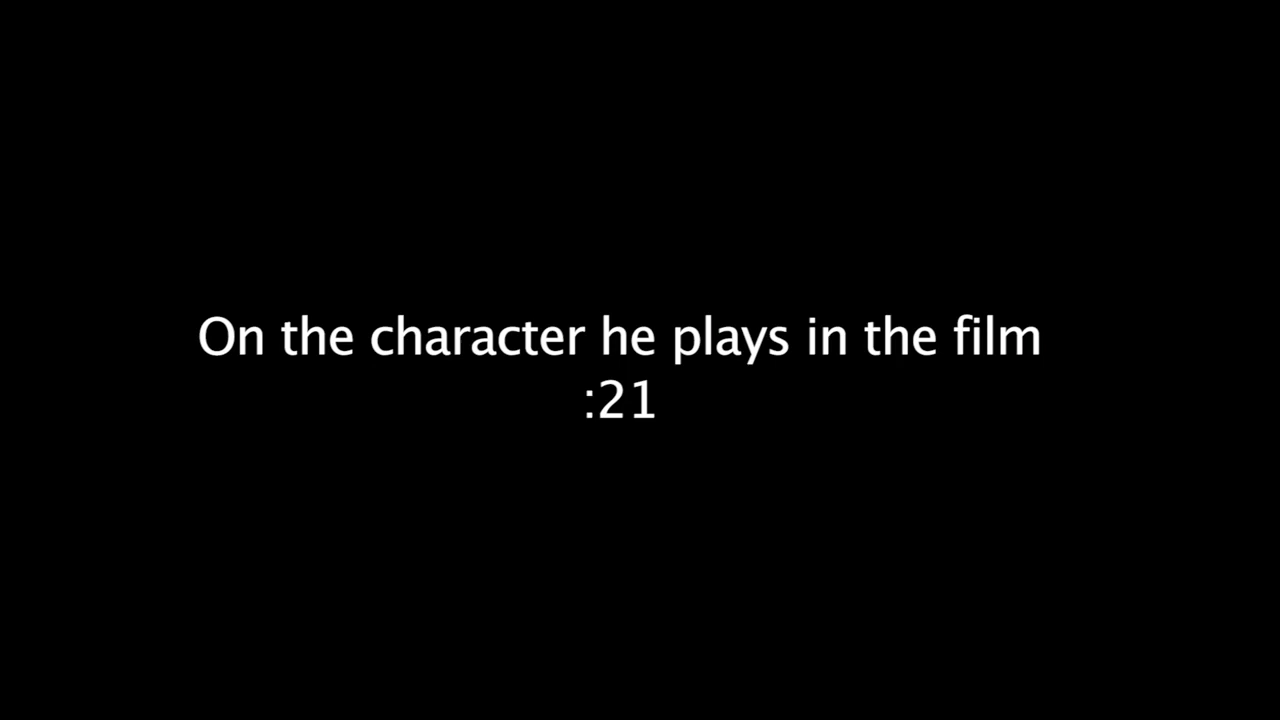 On the character he plays in the film
:21